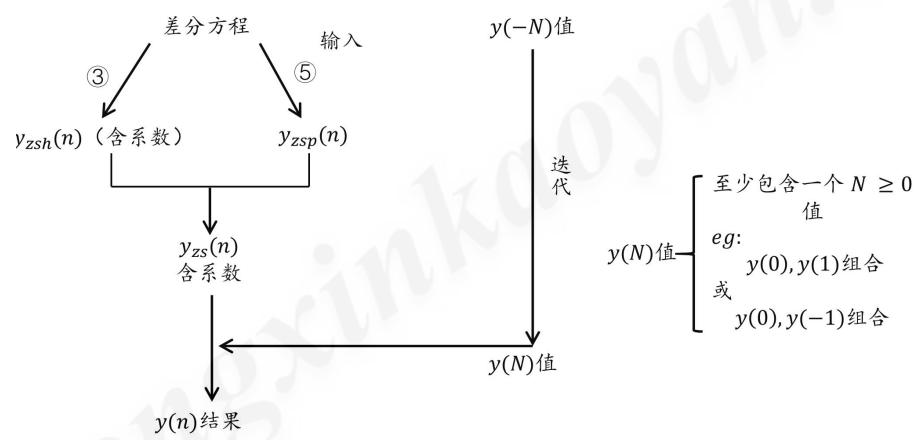 差分方程
输入
y(−N)值
③
⑤
y_{zsh}(n)（含系数）
y_{zsp}(n)
迭代
y_{zs}(n)
含系数
y(N)值
y(n)结果
y(N)值
至少包含一个 N ≥0
值
eg:
y(0),y(1)组合
或
y(0),y(−1)组合